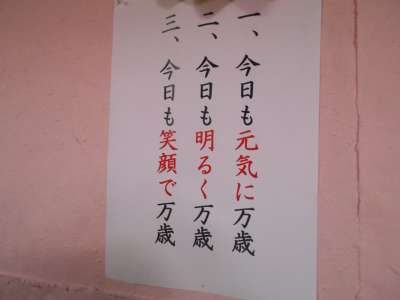 一、今日も元気に万歳
二、今日も明るく万歳
三、今日も笑顔で万歳